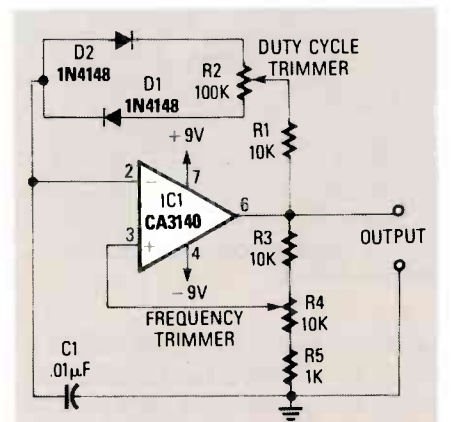 D2
1N4148
D1
1N4148
R2
100K
DUTY CYCLE
TRIMMER
R1
10K
+9V
2
7
−
IC1
CA3140
6
3
+
4
−9V
R3
10K
OUTPUT
FREQUENCY
TRIMMER
R4
10K
C1
.01μF
R5
1K